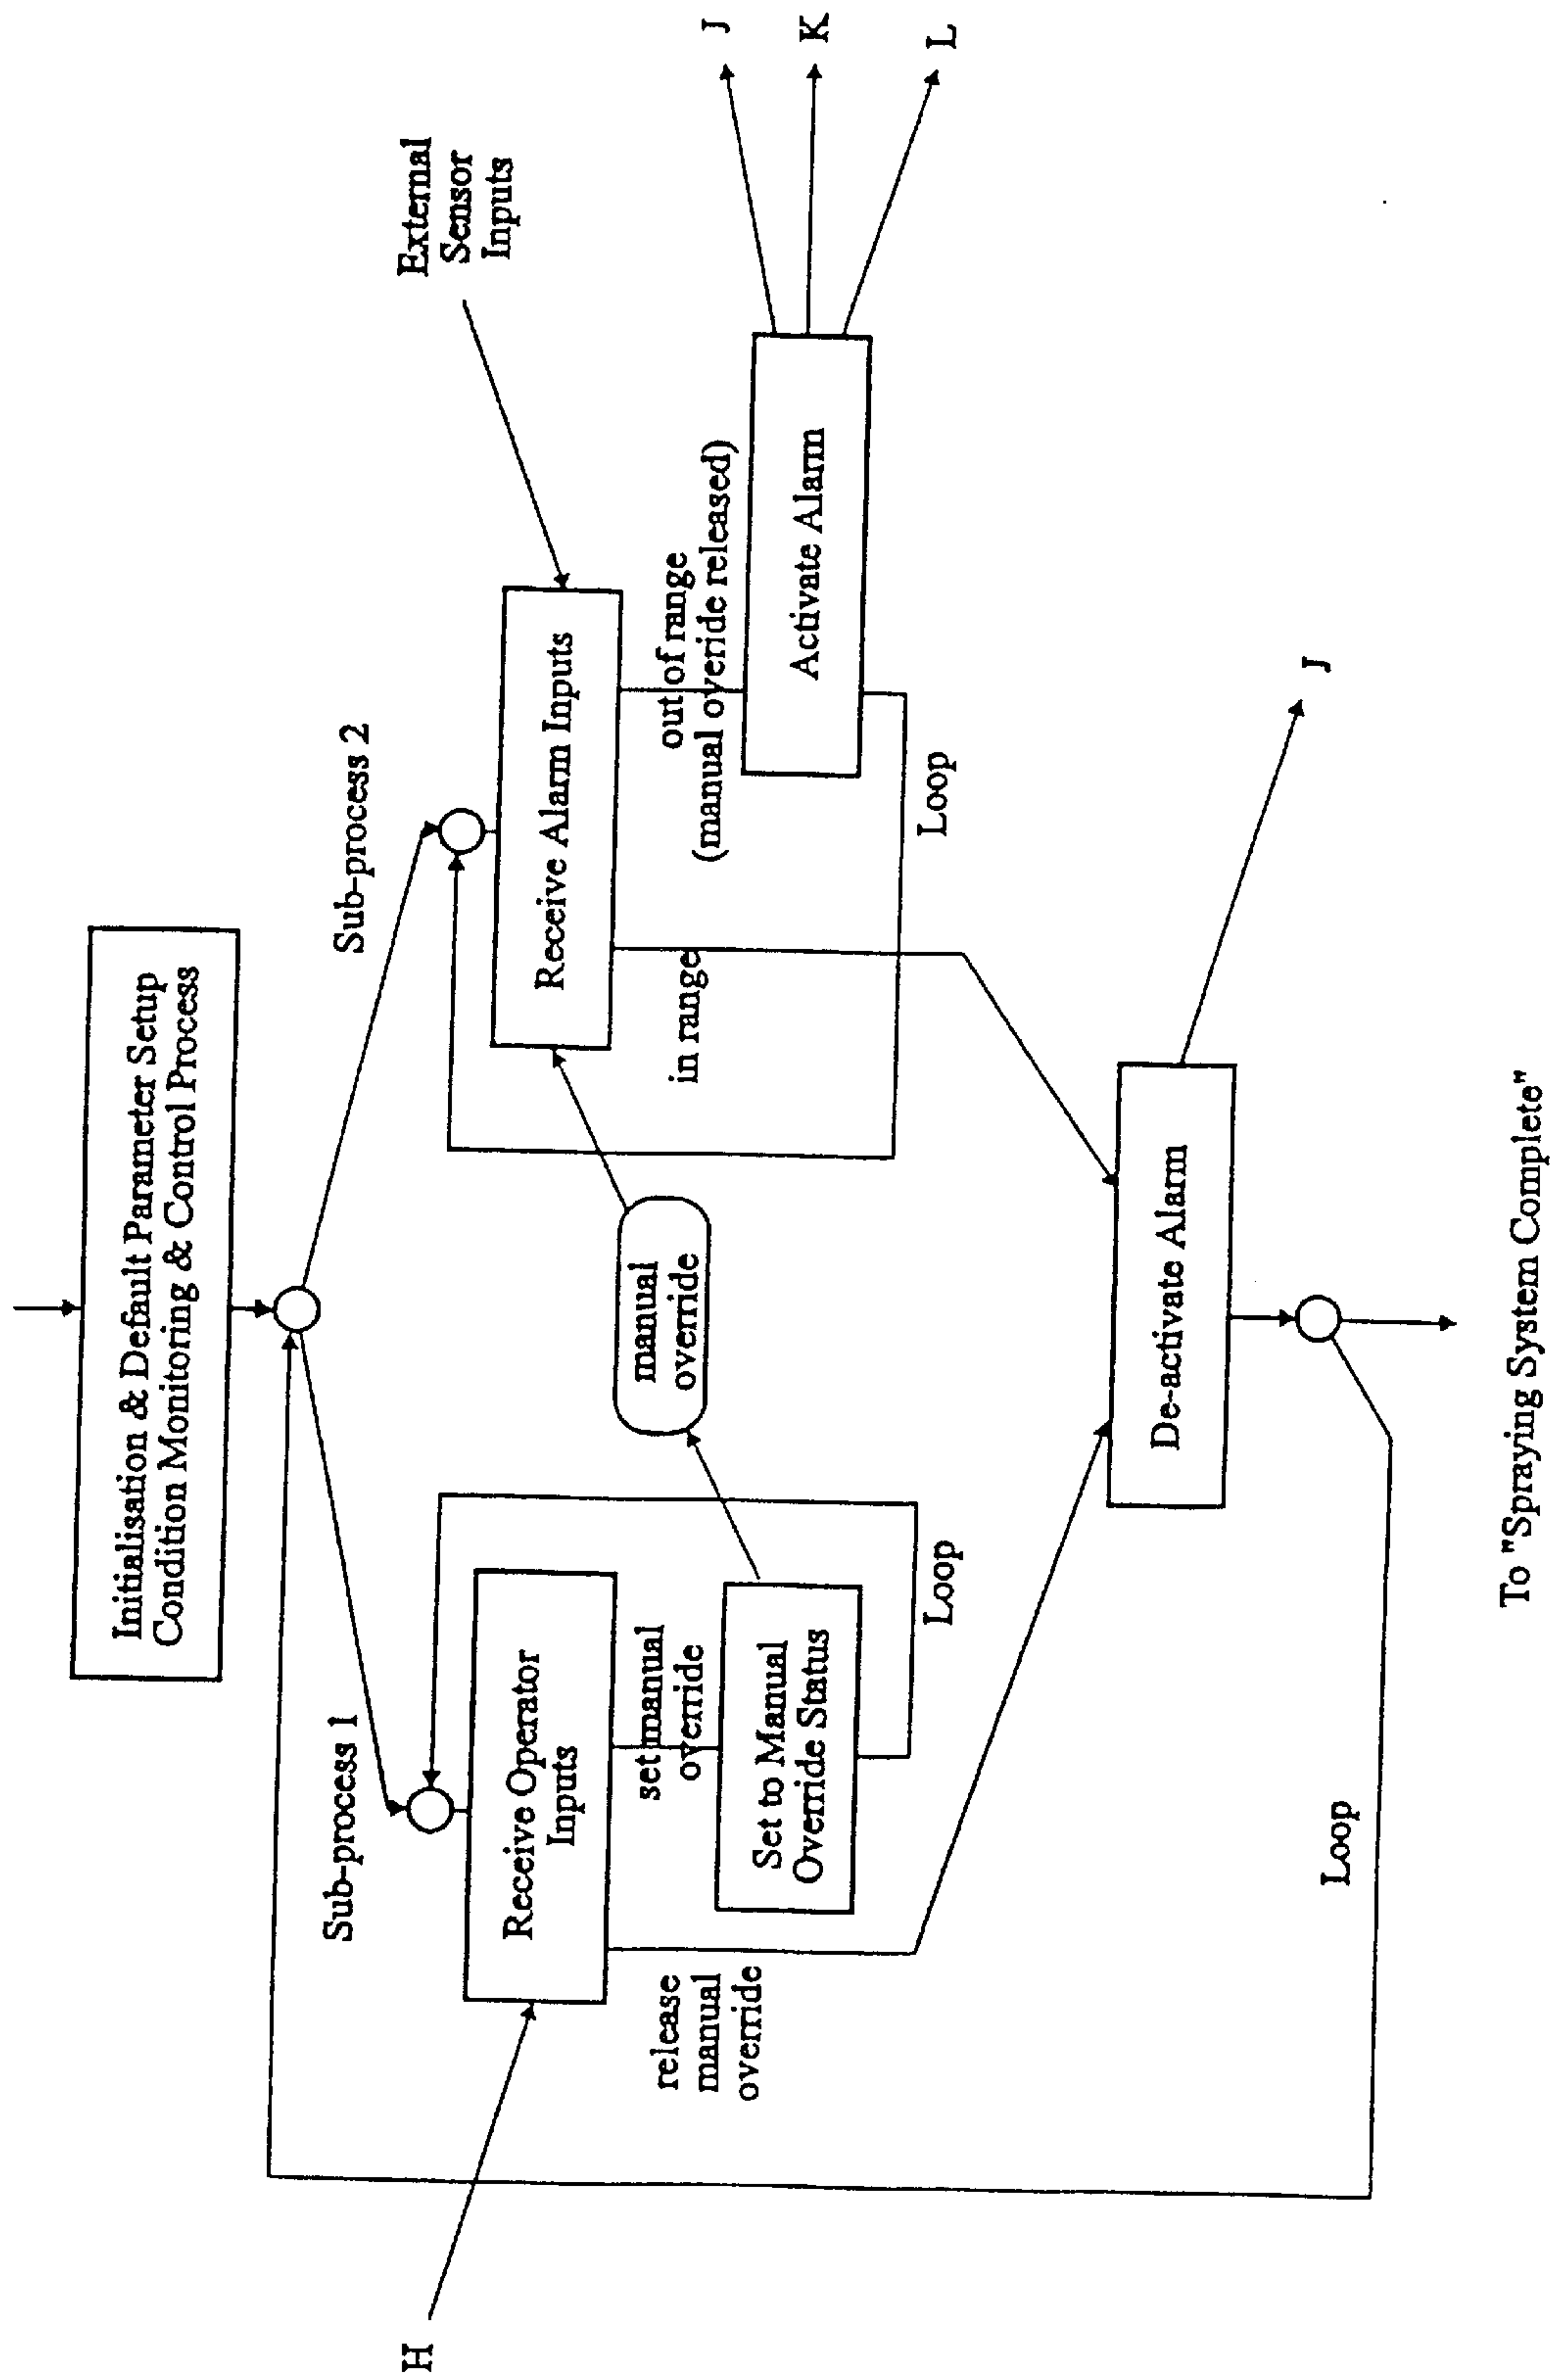 Initialisation & Default Parameter Setup
Condition Monitoring & Control Process
Sub-process 1
Sub-process 2
External
Sensor
Inputs
H
Receive Operator
Inputs
Receive Alarm Inputs
manual
override
set manual
override
release
manual
override
in range
out of range
(manual overide released)
Set to Manual
Override Status
Activate Alarm
J
K
L
Loop
Loop
De-activate Alarm
J
Loop
To "Spraying System Complete"